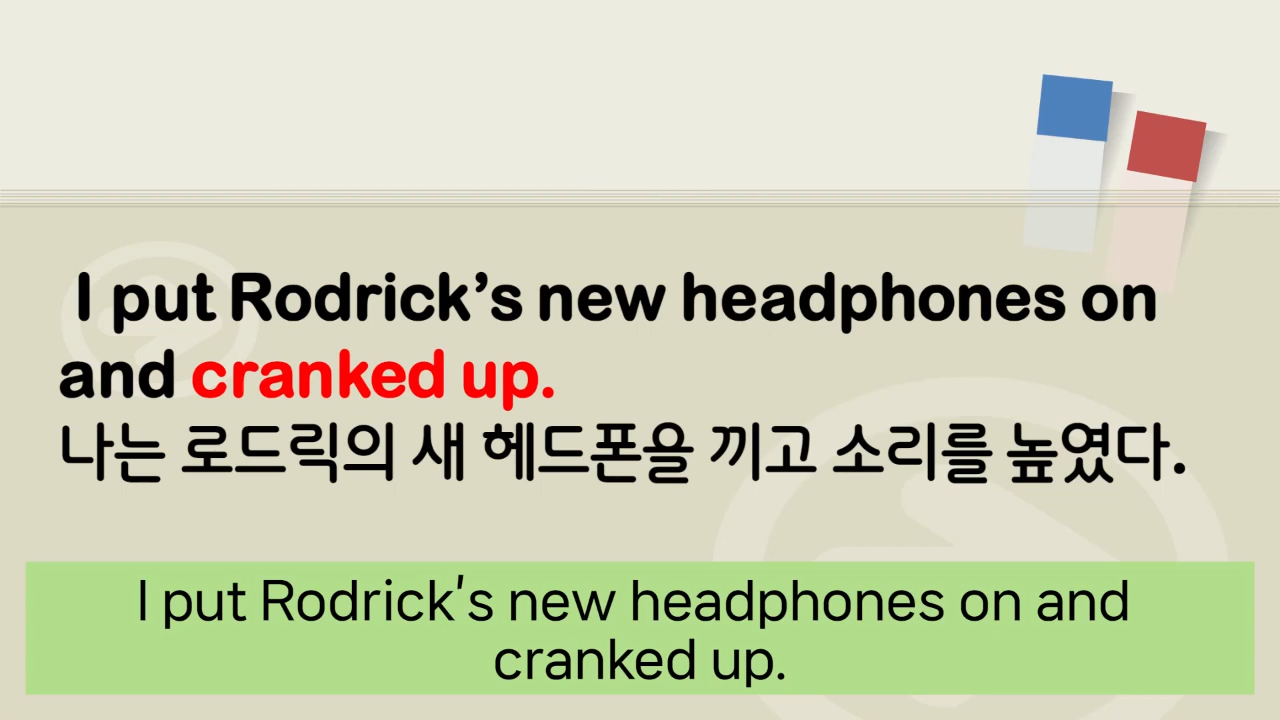 I put Rodrick’s new headphones on
and cranked up.
나는 로드릭의 새 헤드폰을 끼고 소리를 높였다.
I put Rodrick's new headphones on and
cranked up.